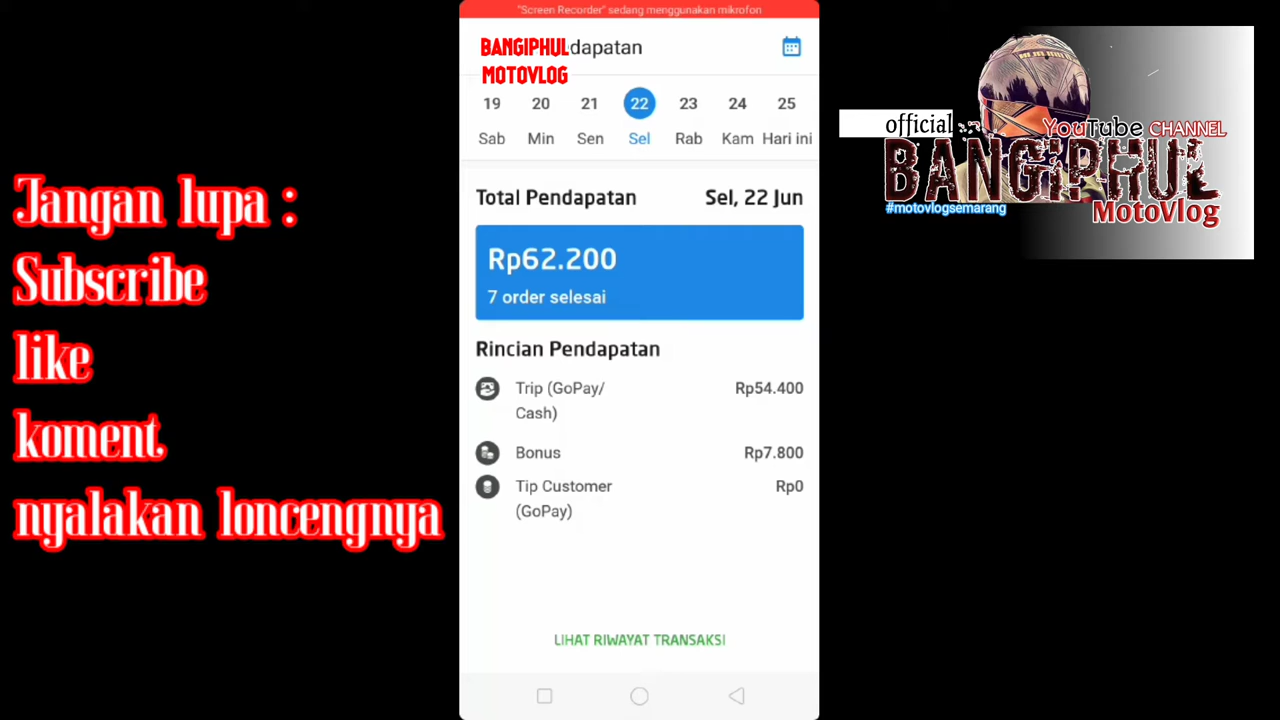 Jangan lupa :
Subscribe
like
koment
nyalakan loncengnya
"Screen Recorder" sedang menggunakan mikrofon
BANGIPHUL
MOTOVLOG
dapatan
19 20 21 22 23 24 25
Sab Min Sen Sel Rab Kam Hari ini
Total Pendapatan Sel, 22 Jun
Rp62.200
7 order selesai
Rincian Pendapatan
Trip (GoPay/ Rp54.400
Cash)
Bonus Rp7.800
Tip Customer Rp0
(GoPay)
LIHAT RIWAYAT TRANSAKSI
official
YouTube CHANNEL
BANGIPHUL
#motovlogsemarang
MotoVlog